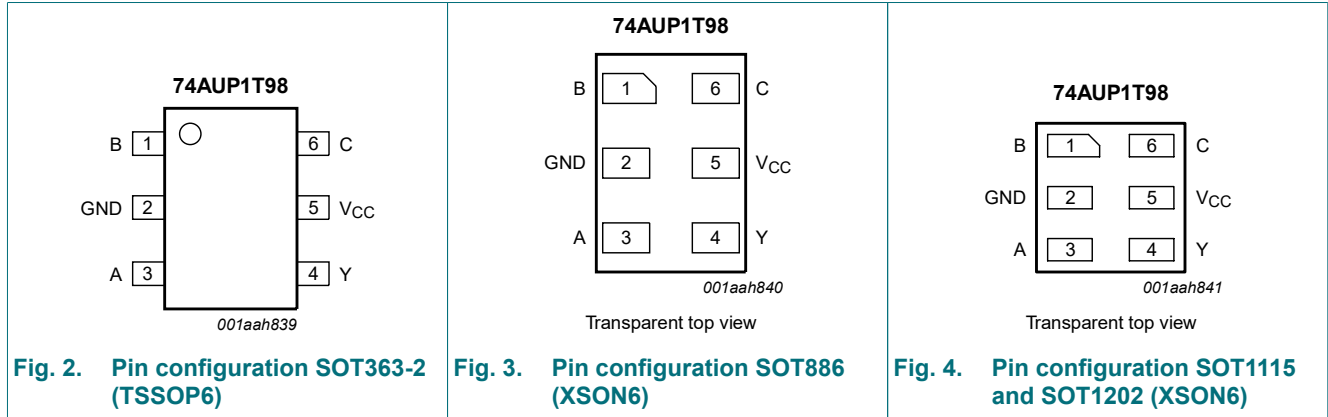 74AUP1T98
B 1 6 C
GND 2 5 VCC
A 3 4 Y
001aah839
Fig. 2. Pin configuration SOT363-2
(TSSOP6)
74AUP1T98
B 1 6 C
GND 2 5 VCC
A 3 4 Y
001aah840
Transparent top view
Fig. 3. Pin configuration SOT886
(XSON6)
74AUP1T98
B 1 6 C
GND 2 5 VCC
A 3 4 Y
001aah841
Transparent top view
Fig. 4. Pin configuration SOT1115
and SOT1202 (XSON6)